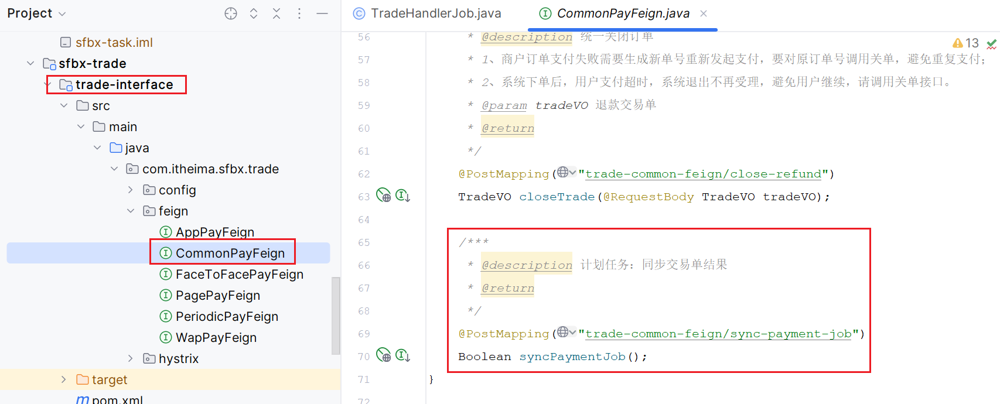 Project
sfbx-task.iml
sfbx-trade
trade-interface
src
main
java
com.itheima.sfbx.trade
config
feign
AppPayFeign
CommonPayFeign
FaceToFacePayFeign
PagePayFeign
PeriodicPayFeign
WapPayFeign
hystrix
target
pom.xml
TradeHandlerJob.java
CommonPayFeign.java
13
56 * @description 统一关闭订单
57 * 1、商户订单支付失败需要生成新单号重新发起支付，要对原订单号调用关单，避免重复支付；
58 * 2、系统下单后，用户支付超时，系统退出不再受理，避免用户继续，请调用关单接口。
59 * @param tradeVO 退款交易单
60 * @return
61 */
62 @PostMapping("trade-common-feign/close-refund")
63 TradeVO closeTrade(@RequestBody TradeVO tradeVO);
64
65 /***
66 * @description 计划任务：同步交易单结果
67 * @return
68 */
69 @PostMapping("trade-common-feign/sync-payment-job")
70 Boolean syncPaymentJob();
71 }
72